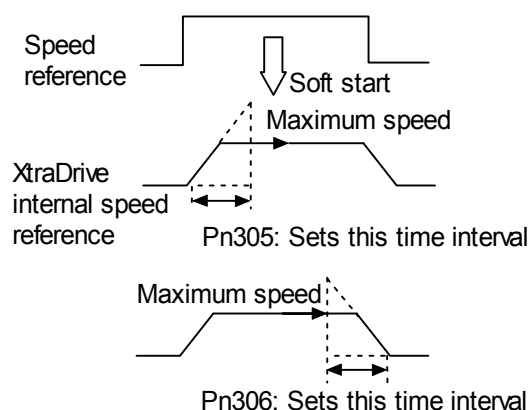 Speed
reference
Soft start
Maximum speed
XtraDrive
internal speed
reference
Pn305: Sets this time interval
Maximum speed
Pn306: Sets this time interval